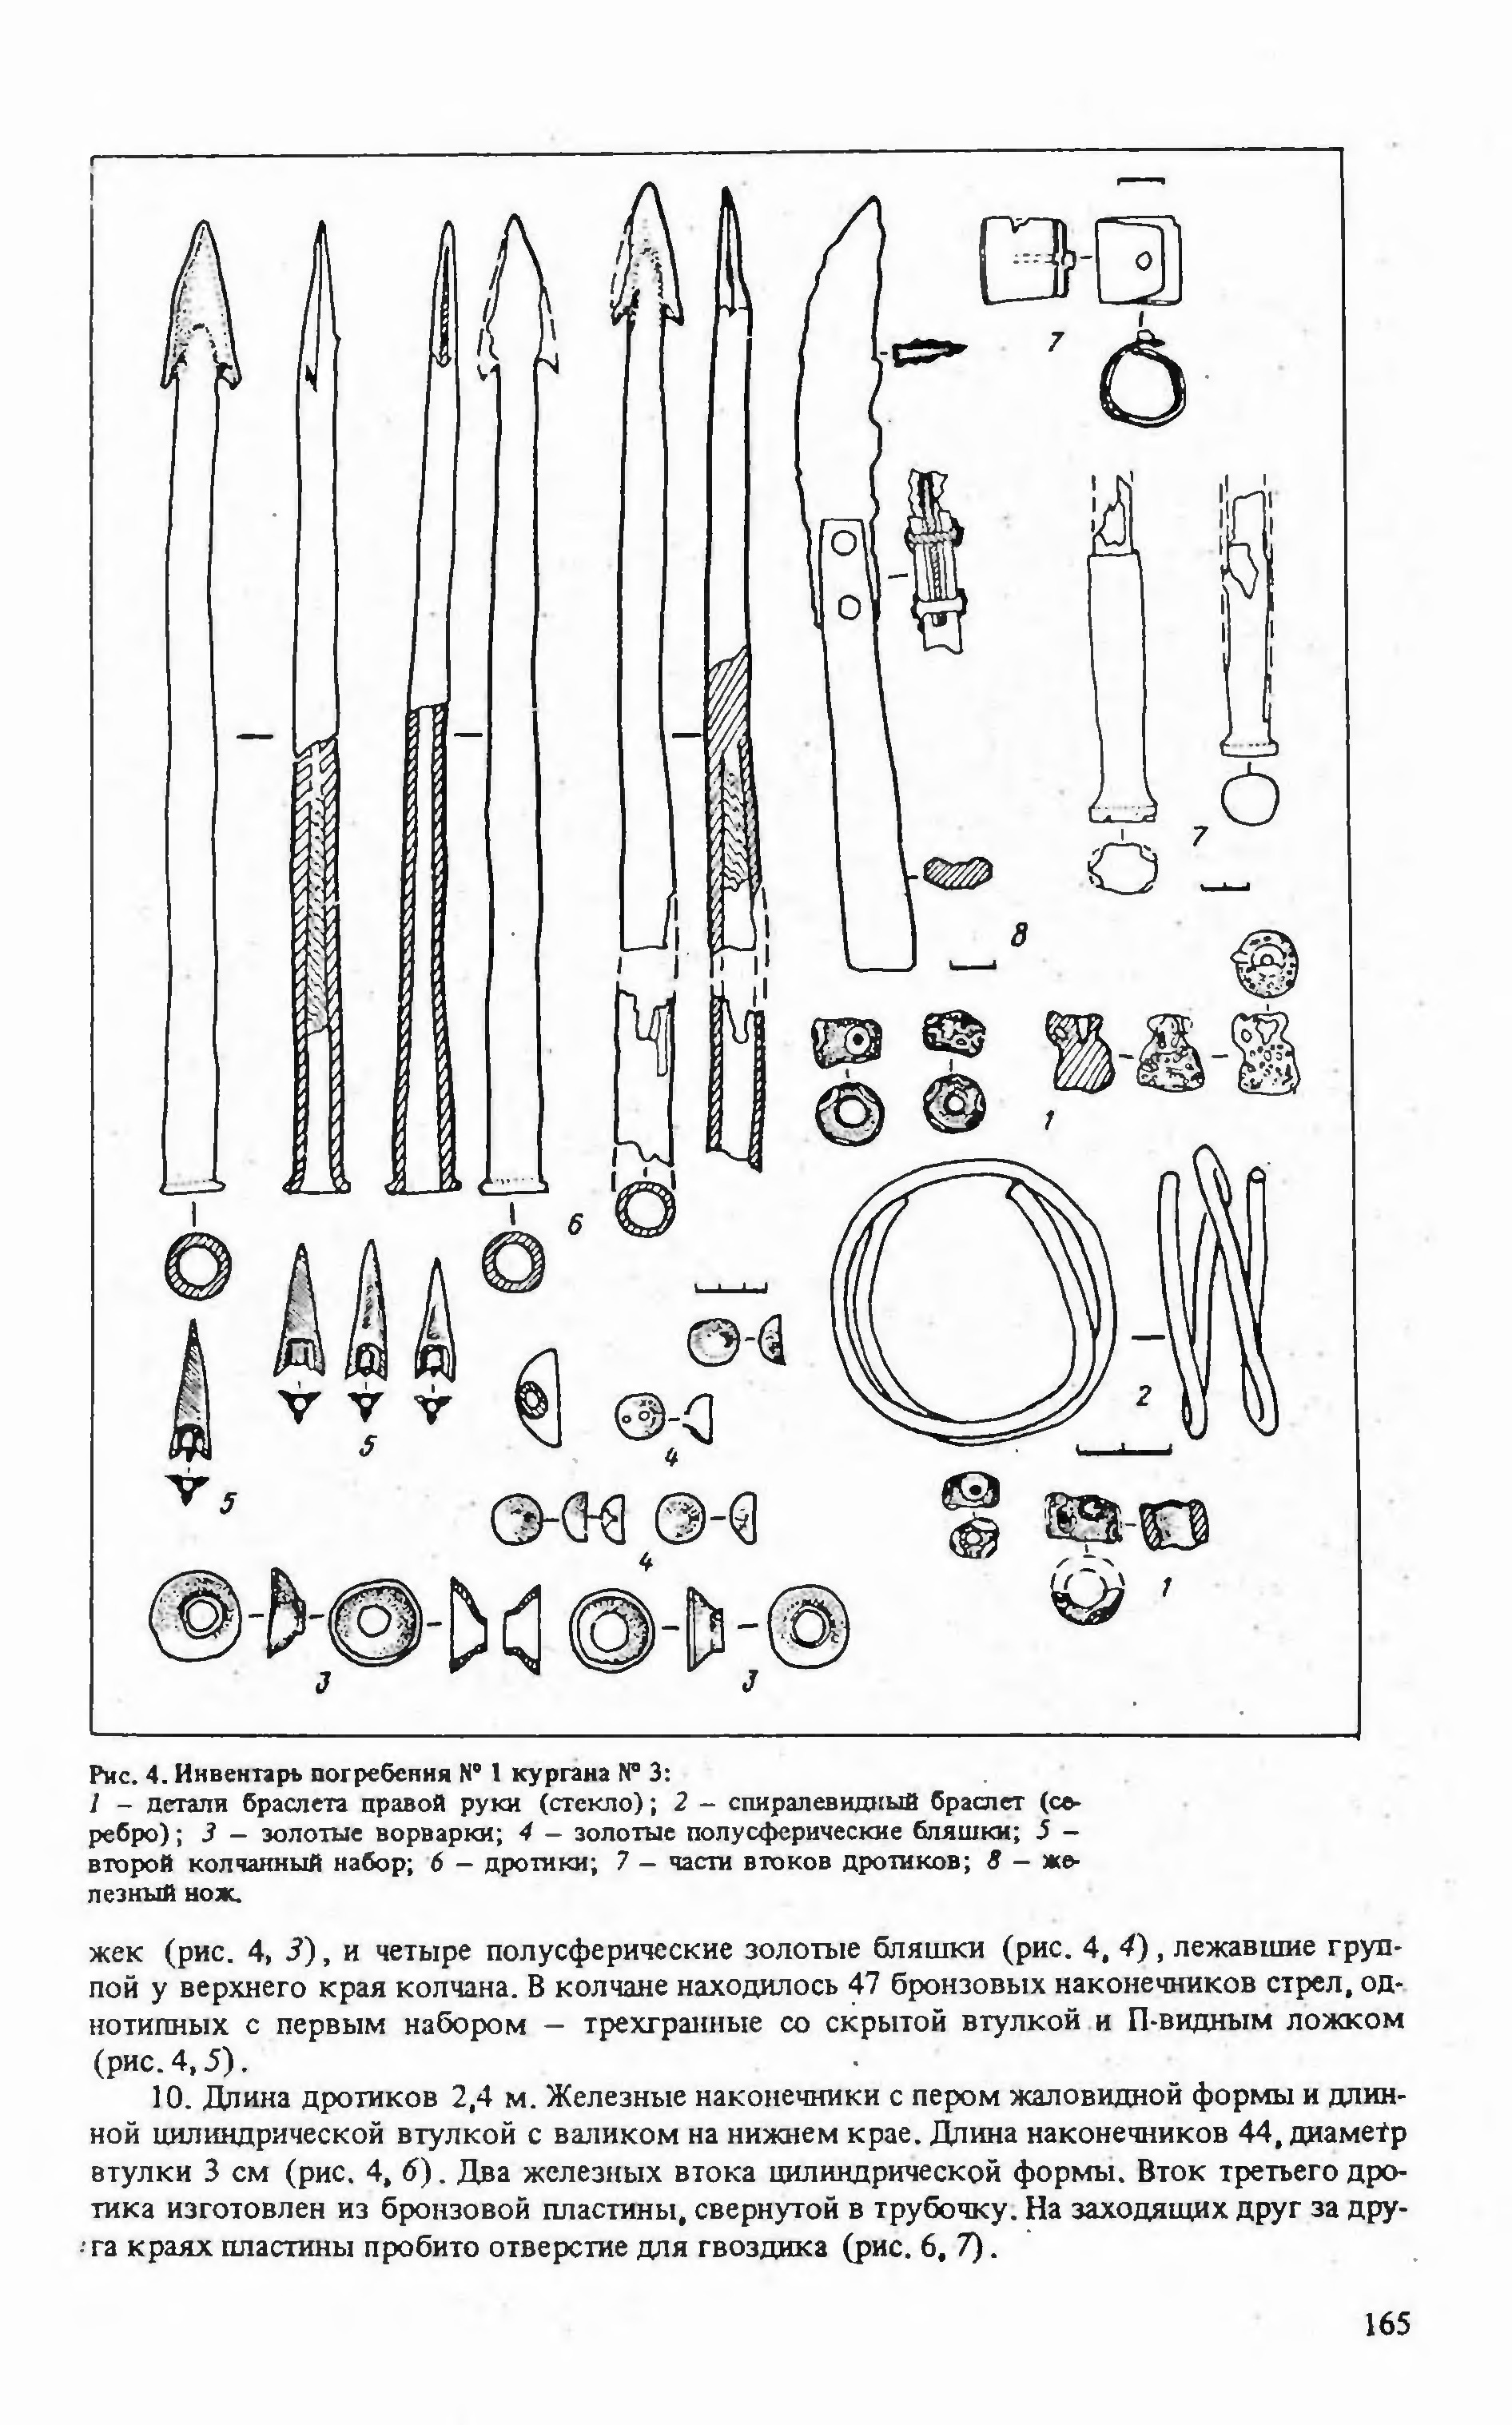 7
7
8
1
6
2
5
4
5
4
1
3
3
Рис. 4. Инвентарь погребения № 1 кургана № 3:
1 — детали браслета правой руки (стекло); 2 — спиралевидный браслет (се-
ребро); 3 — золотые ворварки; 4 — золотые полусферические бляшки; 5 —
второй колчанный набор; 6 — дротики; 7 — части втоков дротиков; 8 — же-
лезный нож.
жек (рис. 4, 3), и четыре полусферические золотые бляшки (рис. 4, 4), лежавшие груп-
пой у верхнего края колчана. В колчане находилось 47 бронзовых наконечников стрел, од-
нотипных с первым набором — трехгранные со скрытой втулкой и П-видным ложком
(рис. 4, 5).
10. Длина дротиков 2,4 м. Железные наконечники с пером жаловидной формы и длин-
ной цилиндрической втулкой с валиком на нижнем крае. Длина наконечников 44, диаметр
втулки 3 см (рис. 4, 6). Два железных втока цилиндрической формы. Вток третьего дро-
тика изготовлен из бронзовой пластины, свернутой в трубочку. На заходящих друг за дру-
га краях пластины пробито отверстие для гвоздика (рис. 6, 7).
165